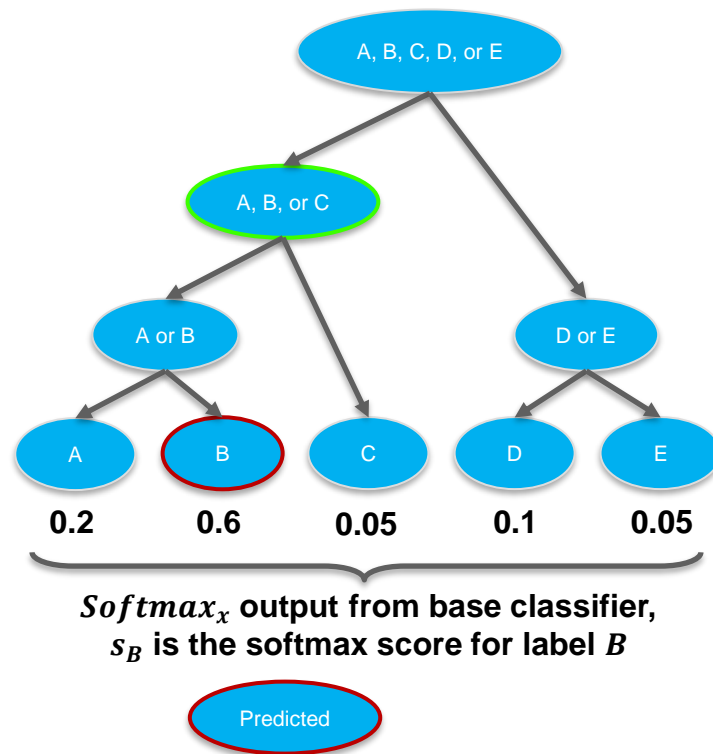 A, B, C, D, or E
A, B, or C
A or B
D or E
A
B
C
D
E
0.2
0.6
0.05
0.1
0.05
Softmaxₓ output from base classifier,
s_B is the softmax score for label B
Predicted